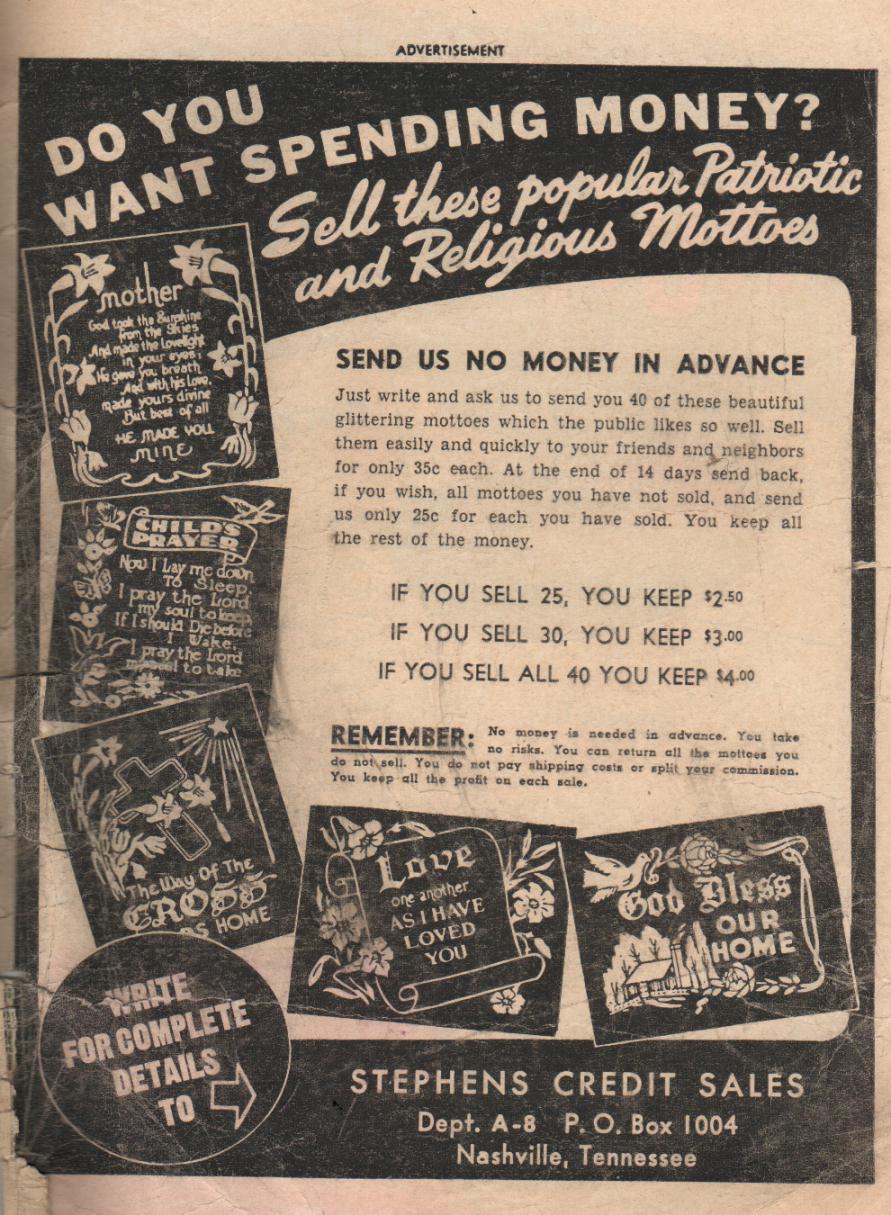 ADVERTISEMENT
DO YOU
WANT SPENDING MONEY?
Sell these popular Patriotic
and Religious Mottoes
mother
God took the Sunshine
from the Skies
And made the Lovelight
in your eyes;
He gave you breath
And with his Love,
made yours divine
But best of all
HE MADE YOU
MINE
CHILD'S
PRAYER
Now I Lay me down
To Sleep,
I pray the Lord
my soul to keep
If I should Die before
I Wake,
I pray the Lord
my soul to take
The Way Of The
CROSS
HOME
SEND US NO MONEY IN ADVANCE
Just write and ask us to send you 40 of these beautiful
glittering mottoes which the public likes so well. Sell
them easily and quickly to your friends and neighbors
for only 35c each. At the end of 14 days send back,
if you wish, all mottoes you have not sold, and send
us only 25c for each you have sold. You keep all
the rest of the money.
IF YOU SELL 25, YOU KEEP $2.50
IF YOU SELL 30, YOU KEEP $3.00
IF YOU SELL ALL 40 YOU KEEP $4.00
REMEMBER: No money is needed in advance. You take
no risks. You can return all the mottoes you
do not sell. You do not pay shipping costs or split your commission.
You keep all the profit on each sale.
Love
one another
AS I HAVE
LOVED
YOU
God Bless
OUR
HOME
WRITE
FOR COMPLETE
DETAILS
TO
STEPHENS CREDIT SALES
Dept. A-8 P. O. Box 1004
Nashville, Tennessee